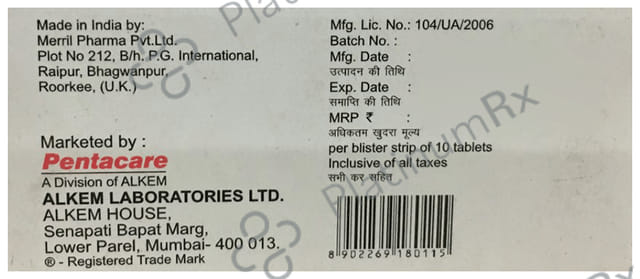 Made in India by:
Merril Pharma Pvt.Ltd.
Plot No 212, B/h. P.G. International,
Raipur, Bhagwanpur,
Roorkee, (U.K.)
Marketed by :
Pentacare
A Division of ALKEM
ALKEM LABORATORIES LTD.
ALKEM HOUSE,
Senapati Bapat Marg,
Lower Parel, Mumbai- 400 013.
® - Registered Trade Mark
Mfg. Lic. No.: 104/UA/2006
Batch No. :
Mfg. Date :
उत्पादन की तिथि
Exp. Date :
समाप्ति की तिथि
MRP ₹ :
अधिकतम खुदरा मूल्य
per blister strip of 10 tablets
Inclusive of all taxes
सभी कर सहित
8 902269 180115
PlatinumRx
PlatinumRx